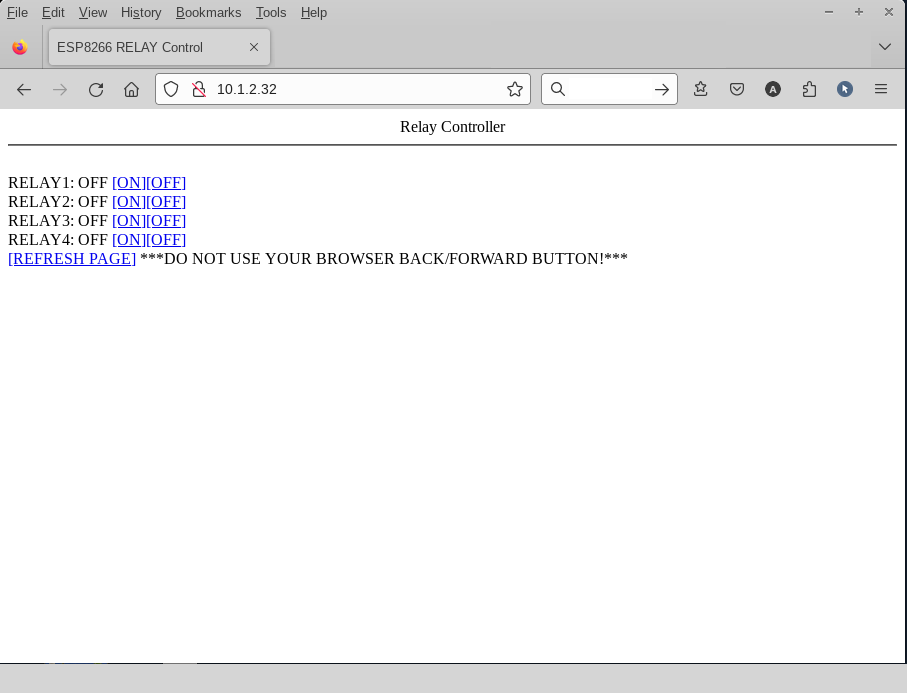 File Edit View History Bookmarks Tools Help
ESP8266 RELAY Control
10.1.2.32
A
Relay Controller
RELAY1: OFF [ON][OFF]
RELAY2: OFF [ON][OFF]
RELAY3: OFF [ON][OFF]
RELAY4: OFF [ON][OFF]
[REFRESH PAGE] ***DO NOT USE YOUR BROWSER BACK/FORWARD BUTTON!***